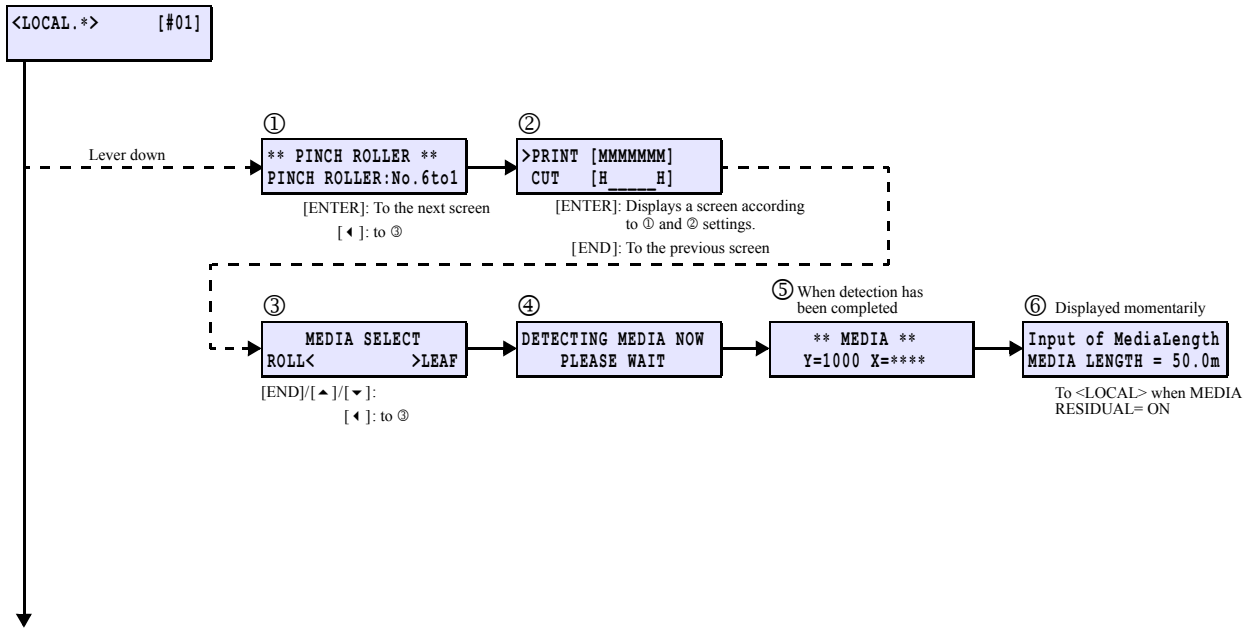 <LOCAL.*> [#01]
Lever down
①
** PINCH ROLLER **
PINCH ROLLER:No.6to1
[ENTER]: To the next screen
[◀]: to ③
②
>PRINT [MMMMMMM]
CUT [H_____H]
[ENTER]: Displays a screen according
to ① and ② settings.
[END]: To the previous screen
③
MEDIA SELECT
ROLL< >LEAF
[END]/[▲]/[▼]:
[◀]: to ③
④
DETECTING MEDIA NOW
PLEASE WAIT
⑤ When detection has
been completed
** MEDIA **
Y=1000 X=****
⑥ Displayed momentarily
Input of MediaLength
MEDIA LENGTH = 50.0m
To <LOCAL> when MEDIA
RESIDUAL= ON